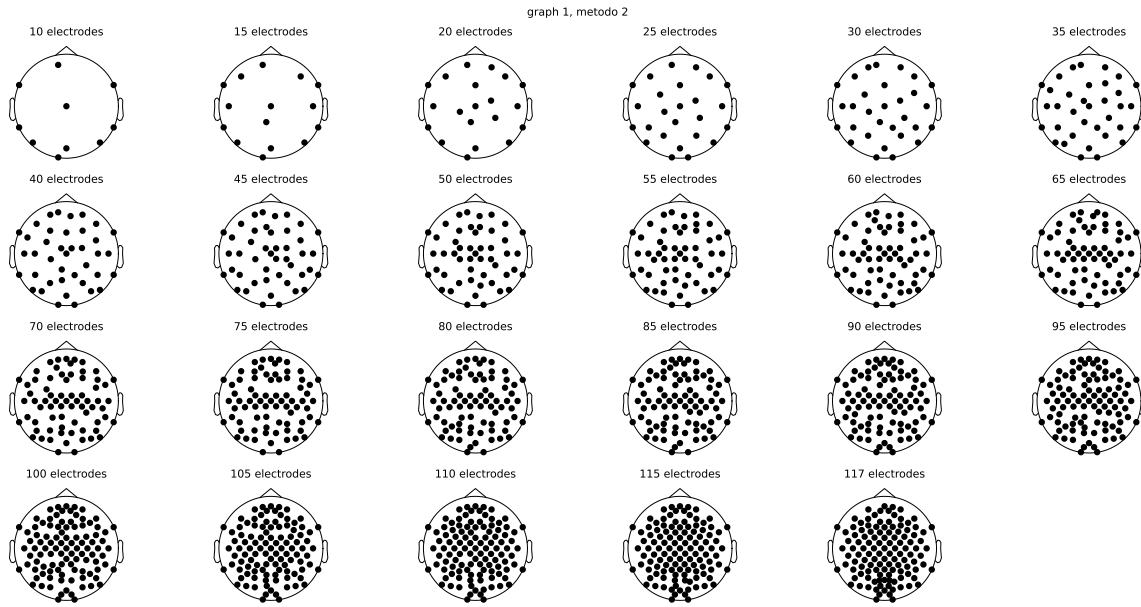 graph 1, metodo 2
10 electrodes
15 electrodes
20 electrodes
25 electrodes
30 electrodes
35 electrodes
40 electrodes
45 electrodes
50 electrodes
55 electrodes
60 electrodes
65 electrodes
70 electrodes
75 electrodes
80 electrodes
85 electrodes
90 electrodes
95 electrodes
100 electrodes
105 electrodes
110 electrodes
115 electrodes
117 electrodes